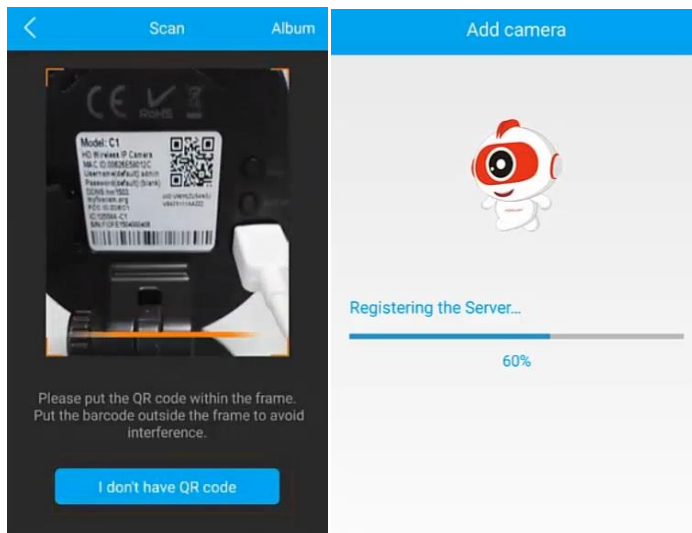 Scan
Album
CE
RoHS
Model: C1
HD Wireless IP Camera
Username(default):admin
Password(default):(blank)
myfoscam.org
Please put the QR code within the frame.
Put the barcode outside the frame to avoid
interference.
I don't have QR code
Add camera
Registering the Server...
60%